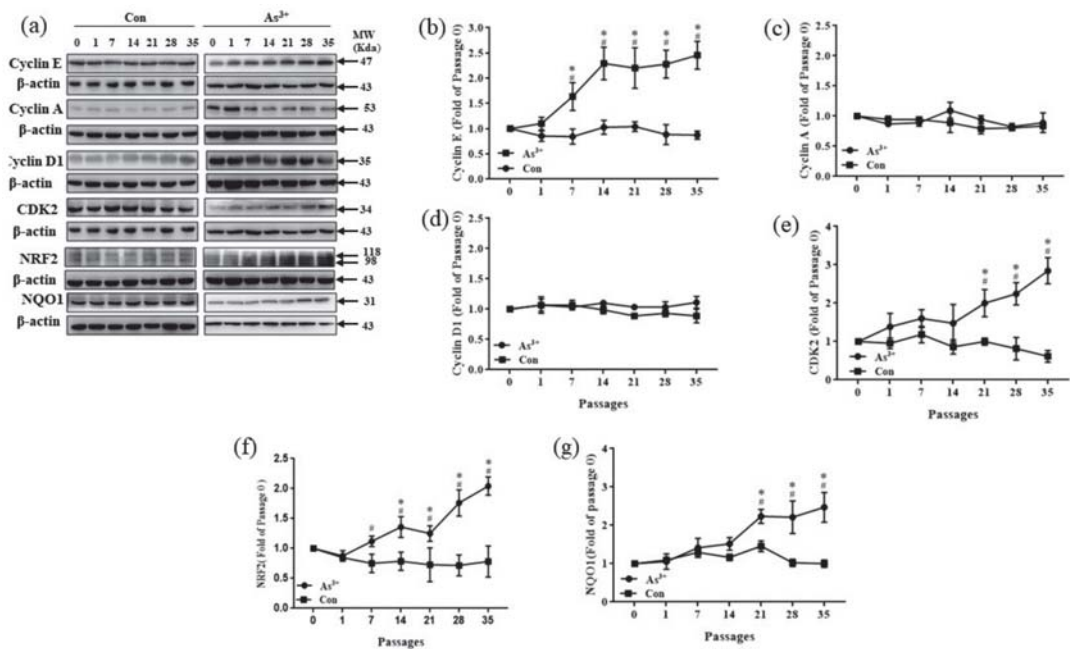 (a)
Con As³⁺
0 1 7 14 21 28 35 0 1 7 14 21 28 35 MW
(Kda)
Cyclin E 47
β-actin 43
Cyclin A 53
β-actin 43
Cyclin D1 35
β-actin 43
CDK2 34
β-actin 43
NRF2 118
98
β-actin 43
NQO1 31
β-actin 43
(b)
Cyclin E (Fold of Passage 0)
3.0
2.5
2.0
1.5
1.0
0.5
0.0
* # * # * # * # * #
As³⁺
Con
0 1 7 14 21 28 35
(c)
Cyclin A (Fold of Passage 0)
2.0
1.5
1.0
0.5
0.0
As³⁺
Con
0 1 7 14 21 28 35
(d)
Cyclin D1 (Fold of Passage 0)
2.0
1.5
1.0
0.5
0.0
As³⁺
Con
0 1 7 14 21 28 35
Passages
(e)
CDK2 (Fold of Passage 0)
4
3
2
1
0
* # * # * #
As³⁺
Con
0 1 7 14 21 28 35
Passages
(f)
NRF2(Fold of Passage 0)
2.5
2.0
1.5
1.0
0.5
0.0
# * # * # * # * #
As³⁺
Con
0 1 7 14 21 28 35
Passages
(g)
NQO1(Fold of passage 0)
4
3
2
1
0
* # * # * #
As³⁺
Con
0 1 7 14 21 28 35
Passages